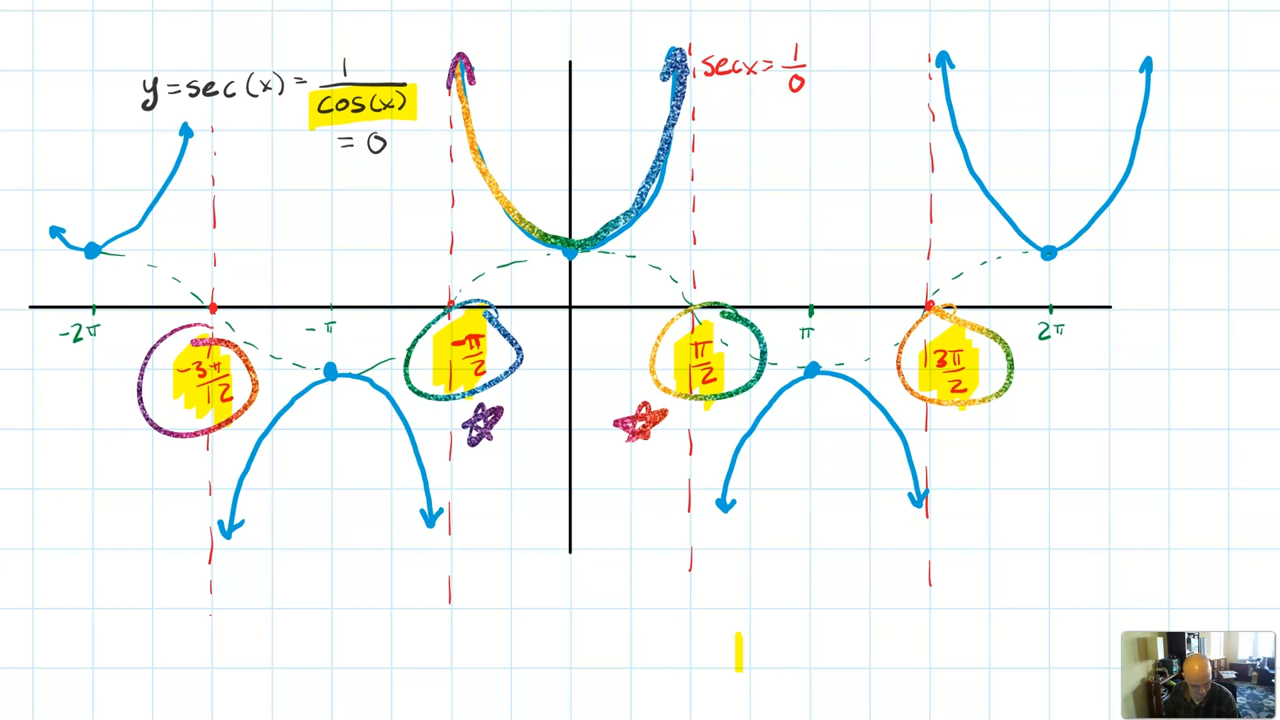 y = sec(x) = 1/cos(x)
= 0
sec x = 1/0
-2π
-π
π
2π
-3π/2
-π/2
π/2
3π/2